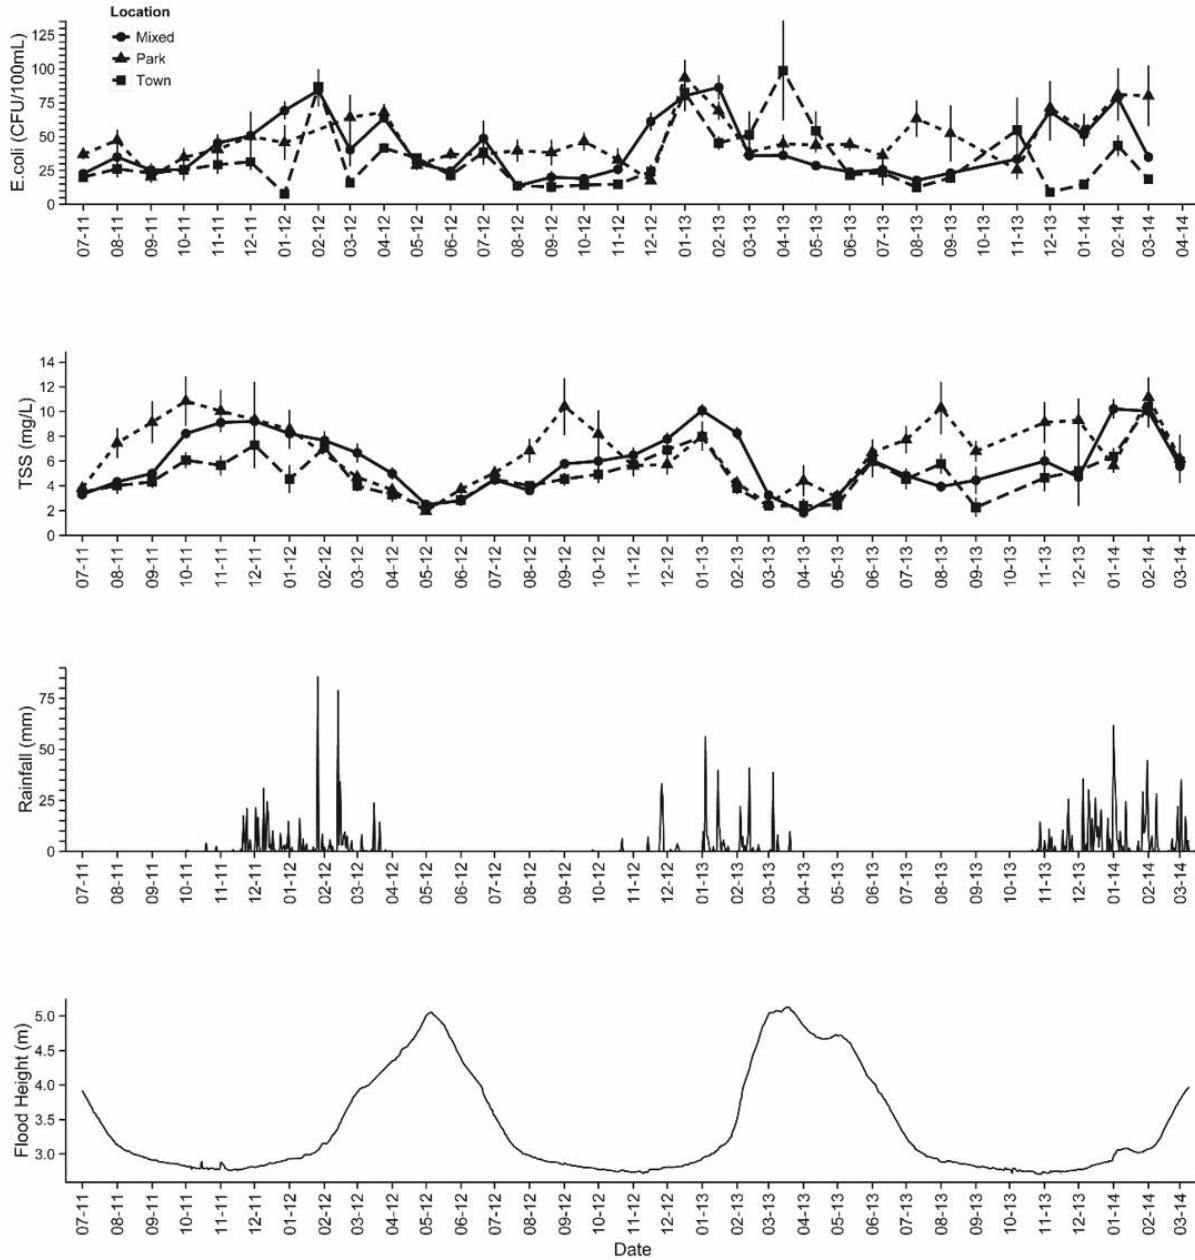 Location
Mixed
Park
Town
E.coli (CFU/100mL)
125
100
75
50
25
0
07-11 08-11 09-11 10-11 11-11 12-11 01-12 02-12 03-12 04-12 05-12 06-12 07-12 08-12 09-12 10-12 11-12 12-12 01-13 02-13 03-13 04-13 05-13 06-13 07-13 08-13 09-13 10-13 11-13 12-13 01-14 02-14 03-14 04-14
TSS (mg/L)
14
12
10
8
6
4
2
0
07-11 08-11 09-11 10-11 11-11 12-11 01-12 02-12 03-12 04-12 05-12 06-12 07-12 08-12 09-12 10-12 11-12 12-12 01-13 02-13 03-13 04-13 05-13 06-13 07-13 08-13 09-13 10-13 11-13 12-13 01-14 02-14 03-14
Rainfall (mm)
75
50
25
0
07-11 08-11 09-11 10-11 11-11 12-11 01-12 02-12 03-12 04-12 05-12 06-12 07-12 08-12 09-12 10-12 11-12 12-12 01-13 02-13 03-13 04-13 05-13 06-13 07-13 08-13 09-13 10-13 11-13 12-13 01-14 02-14 03-14
Flood Height (m)
5.0
4.5
4.0
3.5
3.0
07-11 08-11 09-11 10-11 11-11 12-11 01-12 02-12 03-12 04-12 05-12 06-12 07-12 08-12 09-12 10-12 11-12 12-12 01-13 02-13 03-13 04-13 05-13 06-13 07-13 08-13 09-13 10-13 11-13 12-13 01-14 02-14 03-14
Date